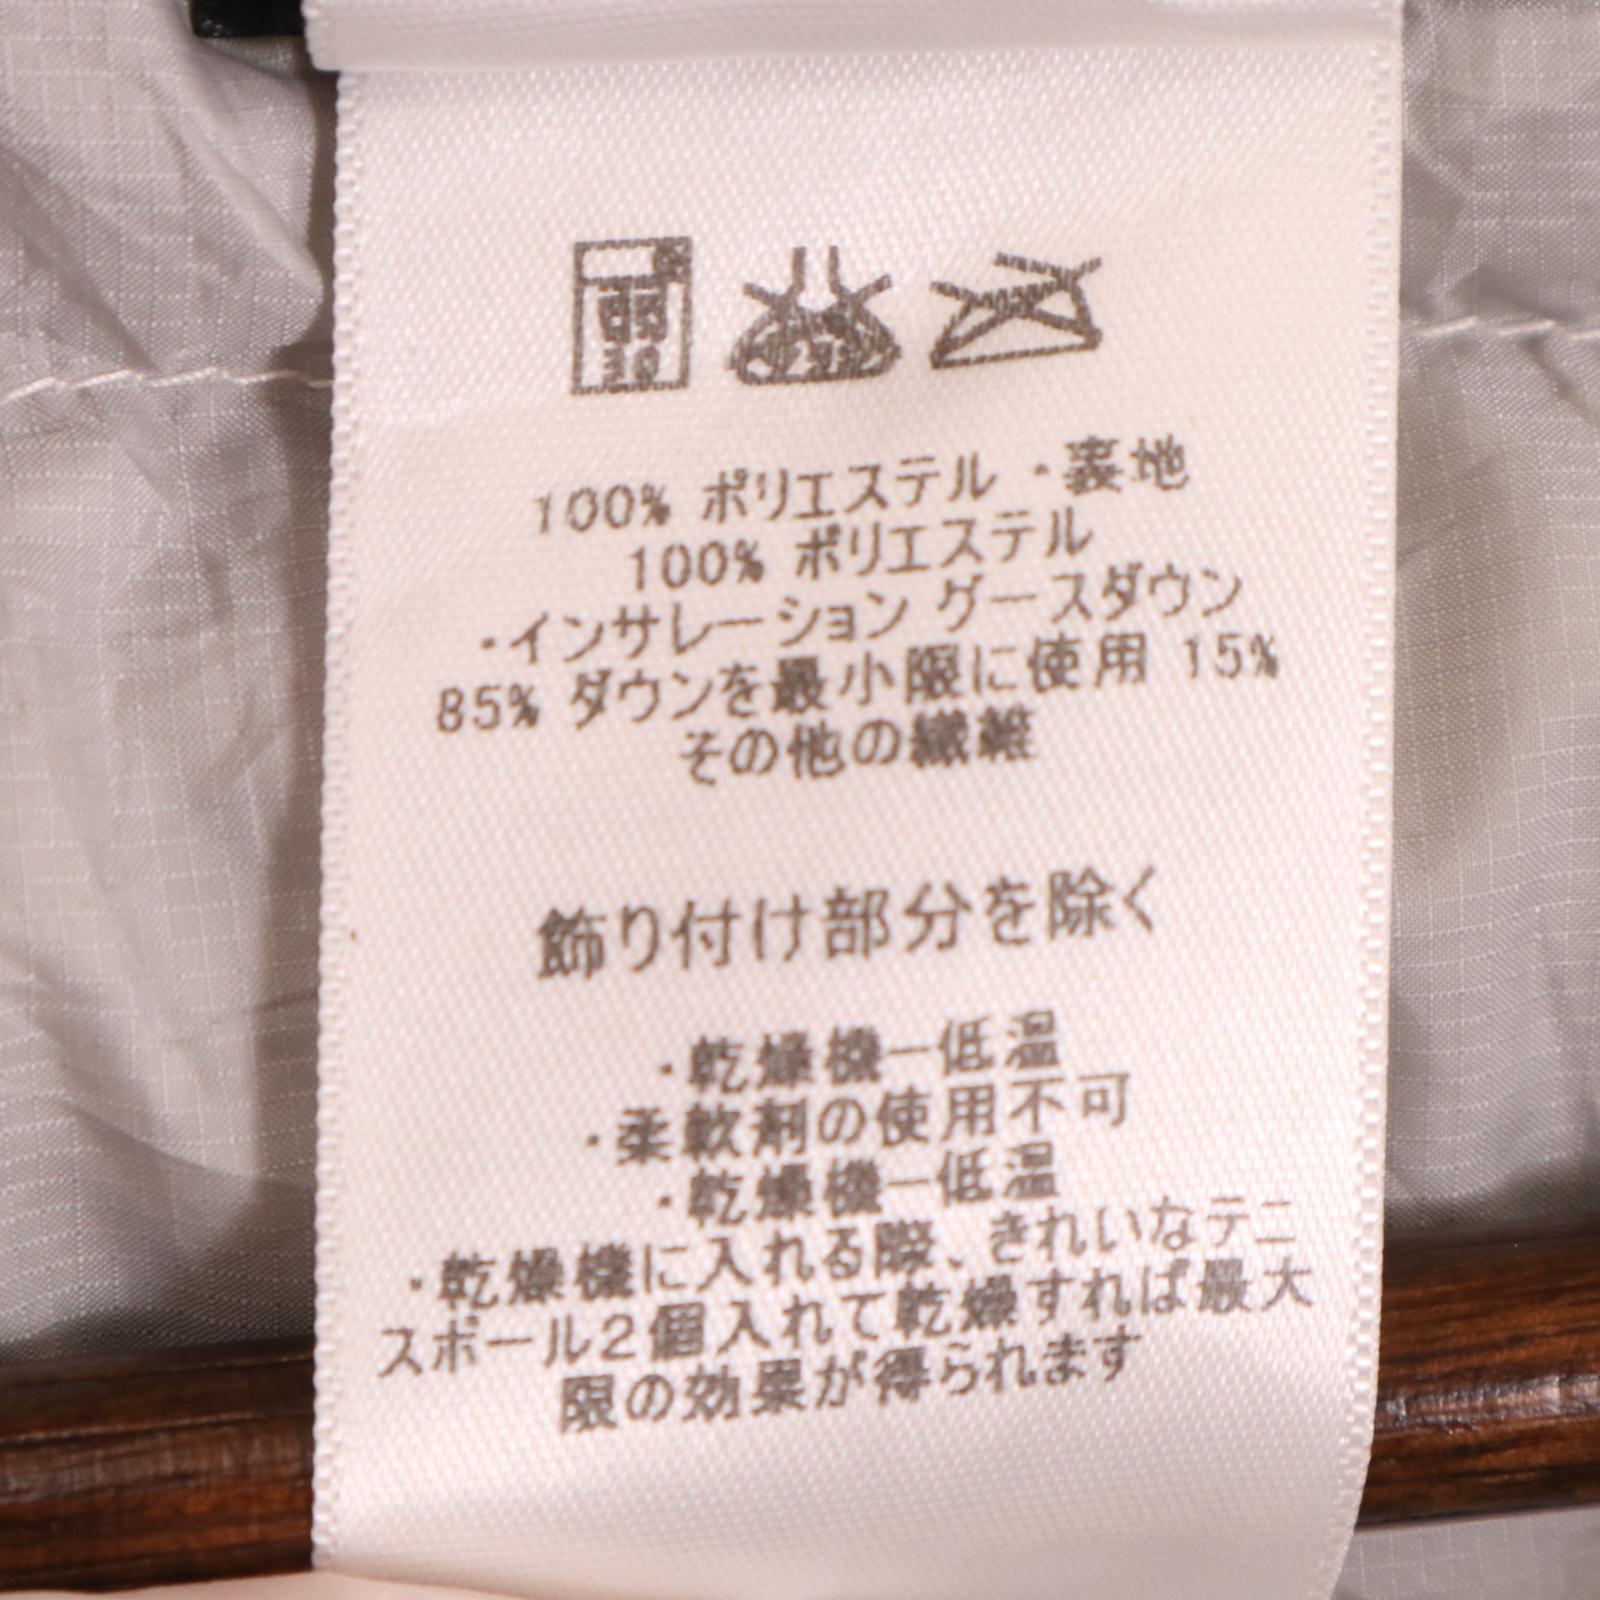 100% ポリエステル ・裏地
100% ポリエステル
・インサレーション グースダウン
85% ダウンを最小限に使用 15%
その他の繊維
飾り付け部分を除く
・乾燥機ー低温
・柔軟剤の使用不可
・乾燥機ー低温
・乾燥機に入れる際、きれいなテニ
スボール2個入れて乾燥すれば最大
限の効果が得られます